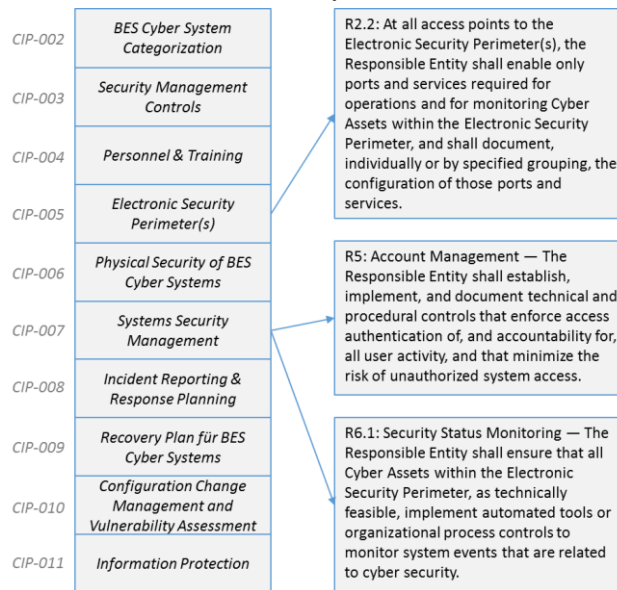 CIP-002
BES Cyber System
Categorization
CIP-003
Security Management
Controls
CIP-004
Personnel & Training
CIP-005
Electronic Security
Perimeter(s)
CIP-006
Physical Security of BES
Cyber Systems
CIP-007
Systems Security
Management
CIP-008
Incident Reporting &
Response Planning
CIP-009
Recovery Plan für BES
Cyber Systems
CIP-010
Configuration Change
Management and
Vulnerability Assessment
CIP-011
Information Protection
R2.2: At all access points to the
Electronic Security Perimeter(s), the
Responsible Entity shall enable only
ports and services required for
operations and for monitoring Cyber
Assets within the Electronic Security
Perimeter, and shall document,
individually or by specified grouping, the
configuration of those ports and
services.
R5: Account Management — The
Responsible Entity shall establish,
implement, and document technical and
procedural controls that enforce access
authentication of, and accountability for,
all user activity, and that minimize the
risk of unauthorized system access.
R6.1: Security Status Monitoring — The
Responsible Entity shall ensure that all
Cyber Assets within the Electronic
Security Perimeter, as technically
feasible, implement automated tools or
organizational process controls to
monitor system events that are related
to cyber security.